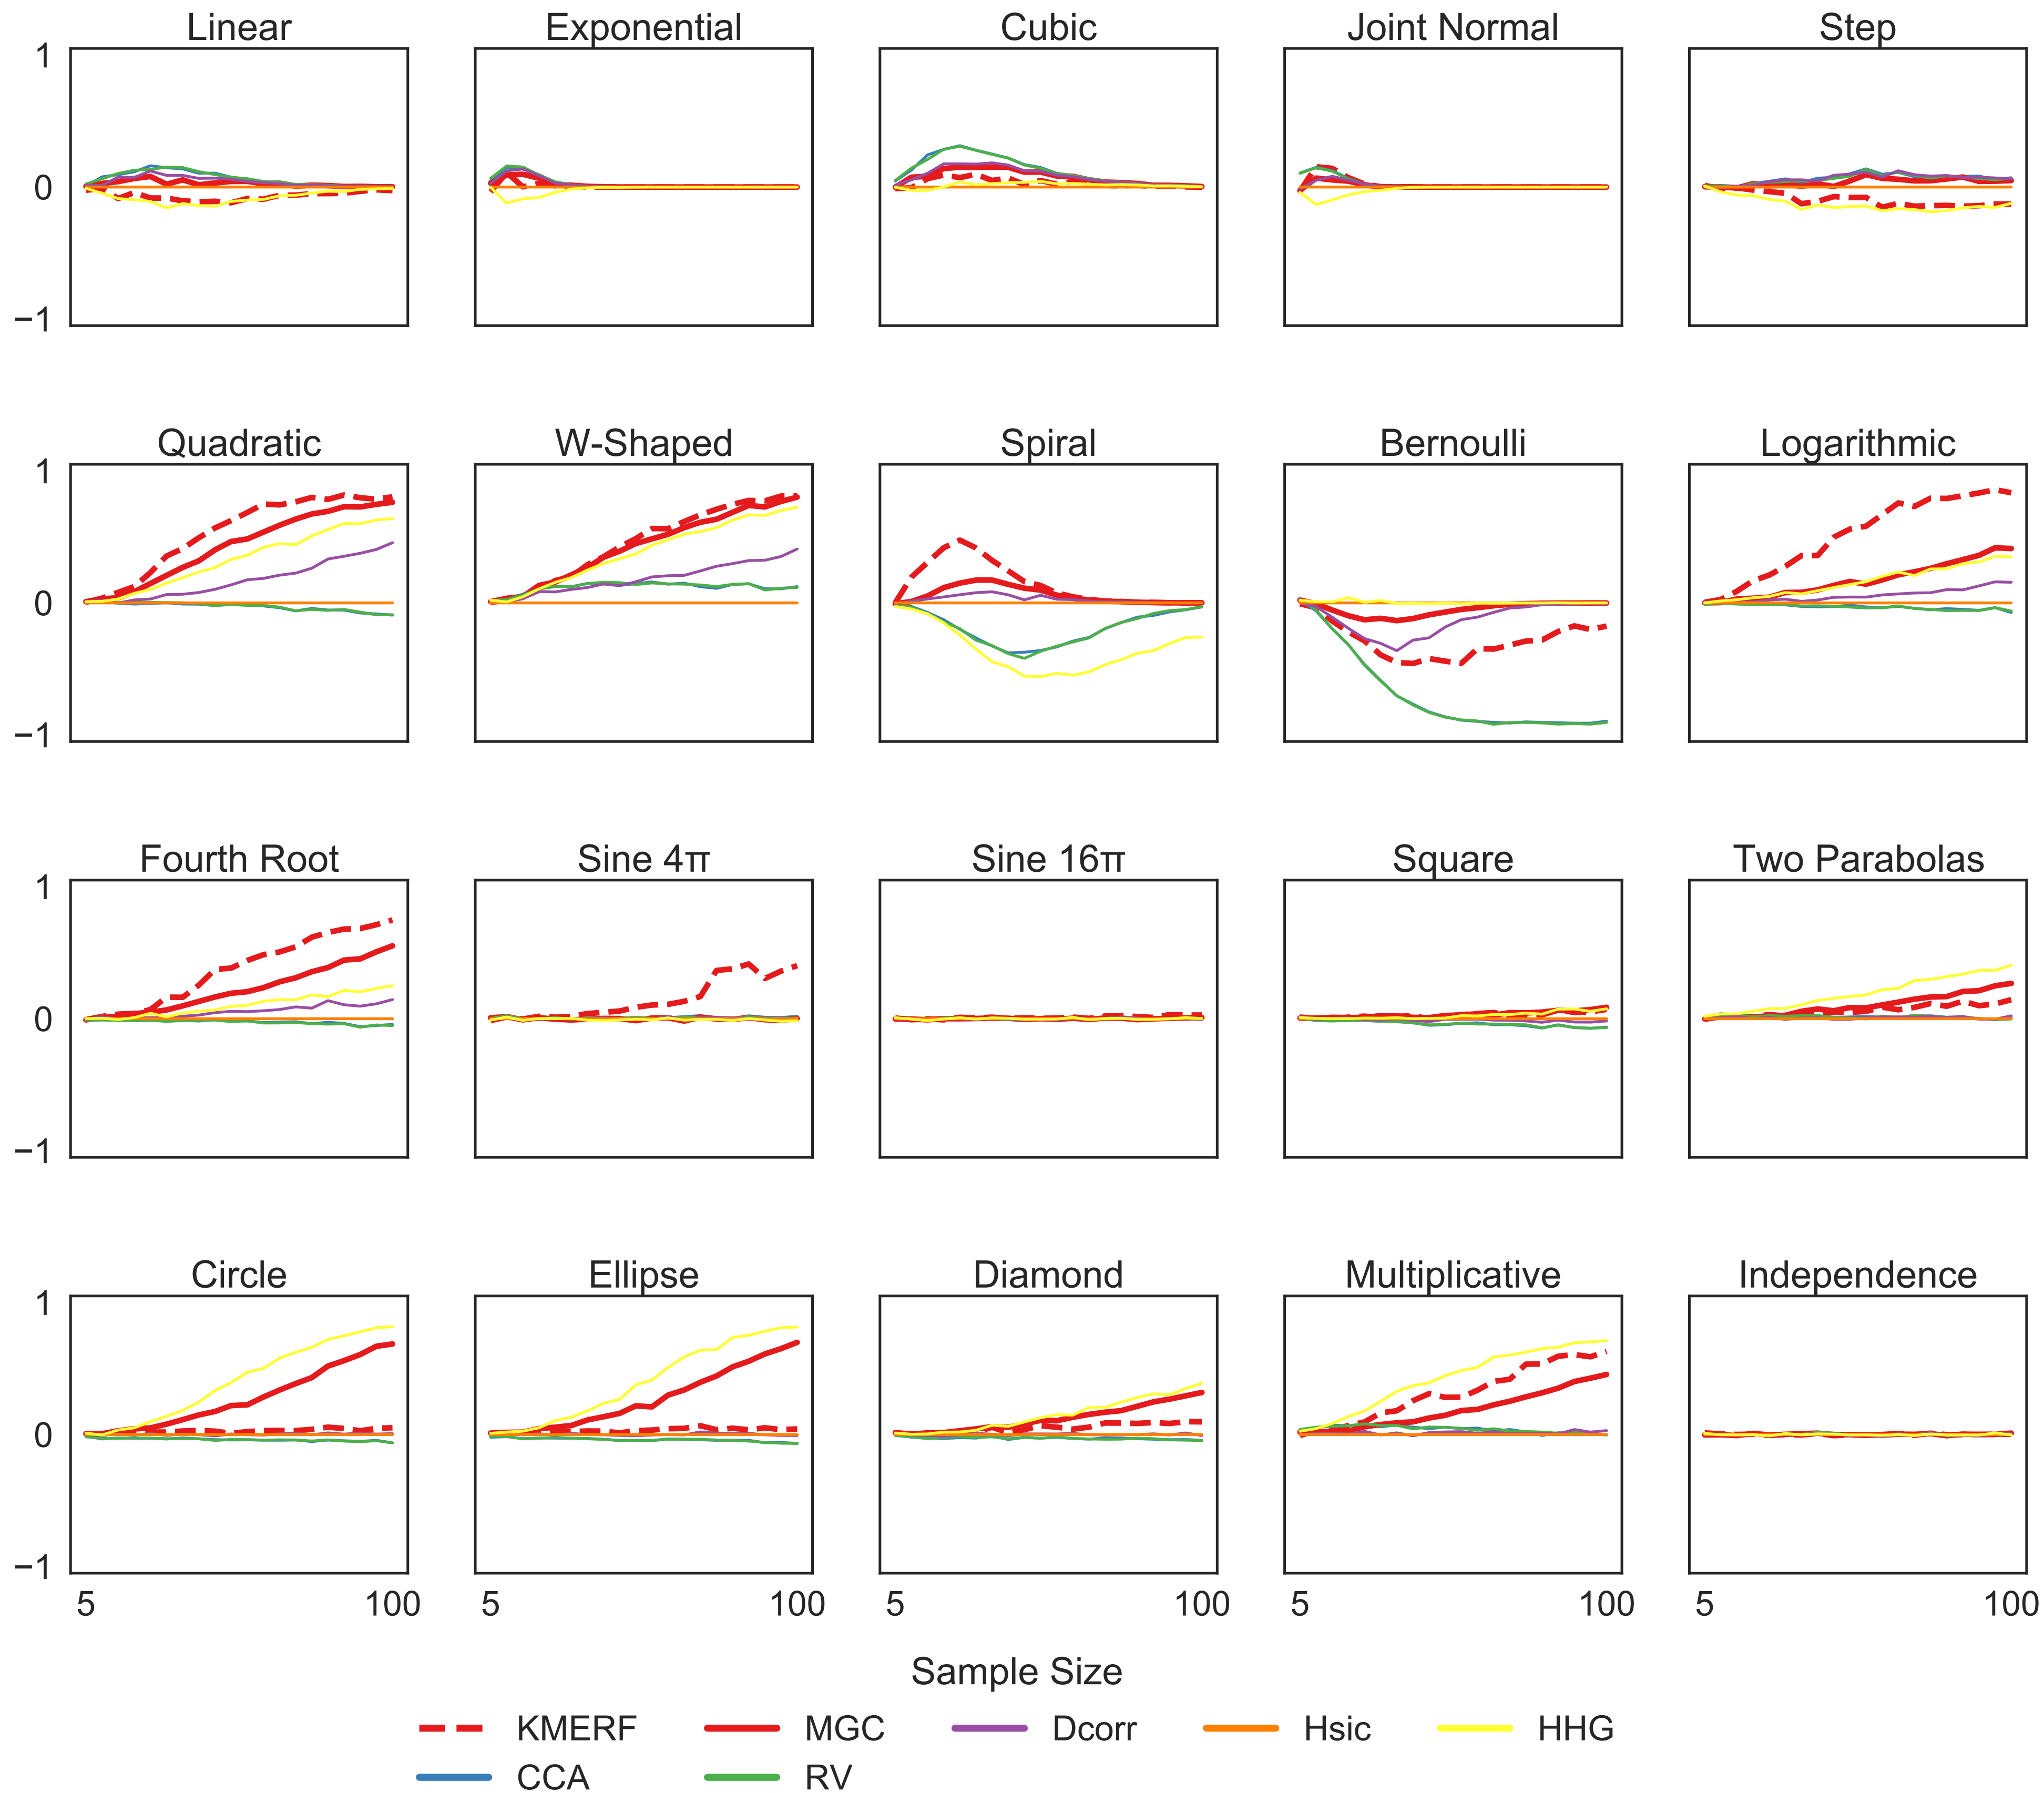 Linear Exponential Cubic Joint Normal Step
1
0
−1
Quadratic W-Shaped Spiral Bernoulli Logarithmic
1
0
−1
Fourth Root Sine 4π Sine 16π Square Two Parabolas
1
0
−1
Circle Ellipse Diamond Multiplicative Independence
1
0
−1
5 100 5 100 5 100 5 100 5 100
Sample Size
KMERF MGC Dcorr Hsic HHG
CCA RV